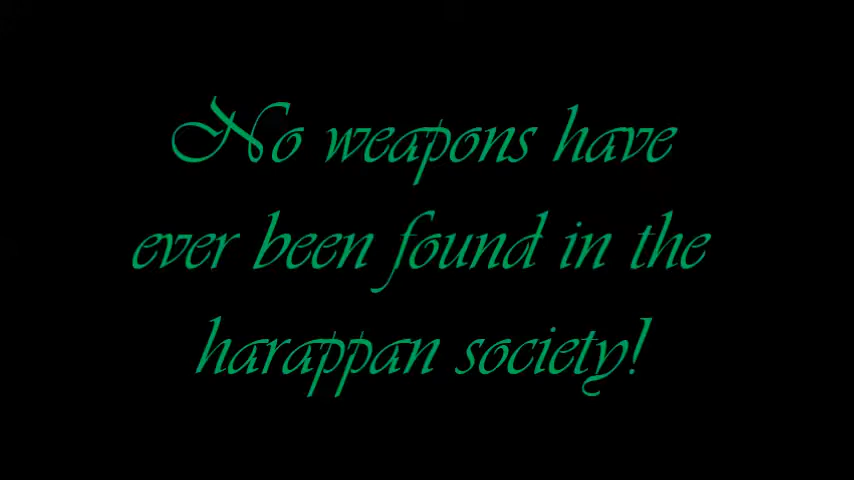 No weapons have
ever been found in the
harappan society!